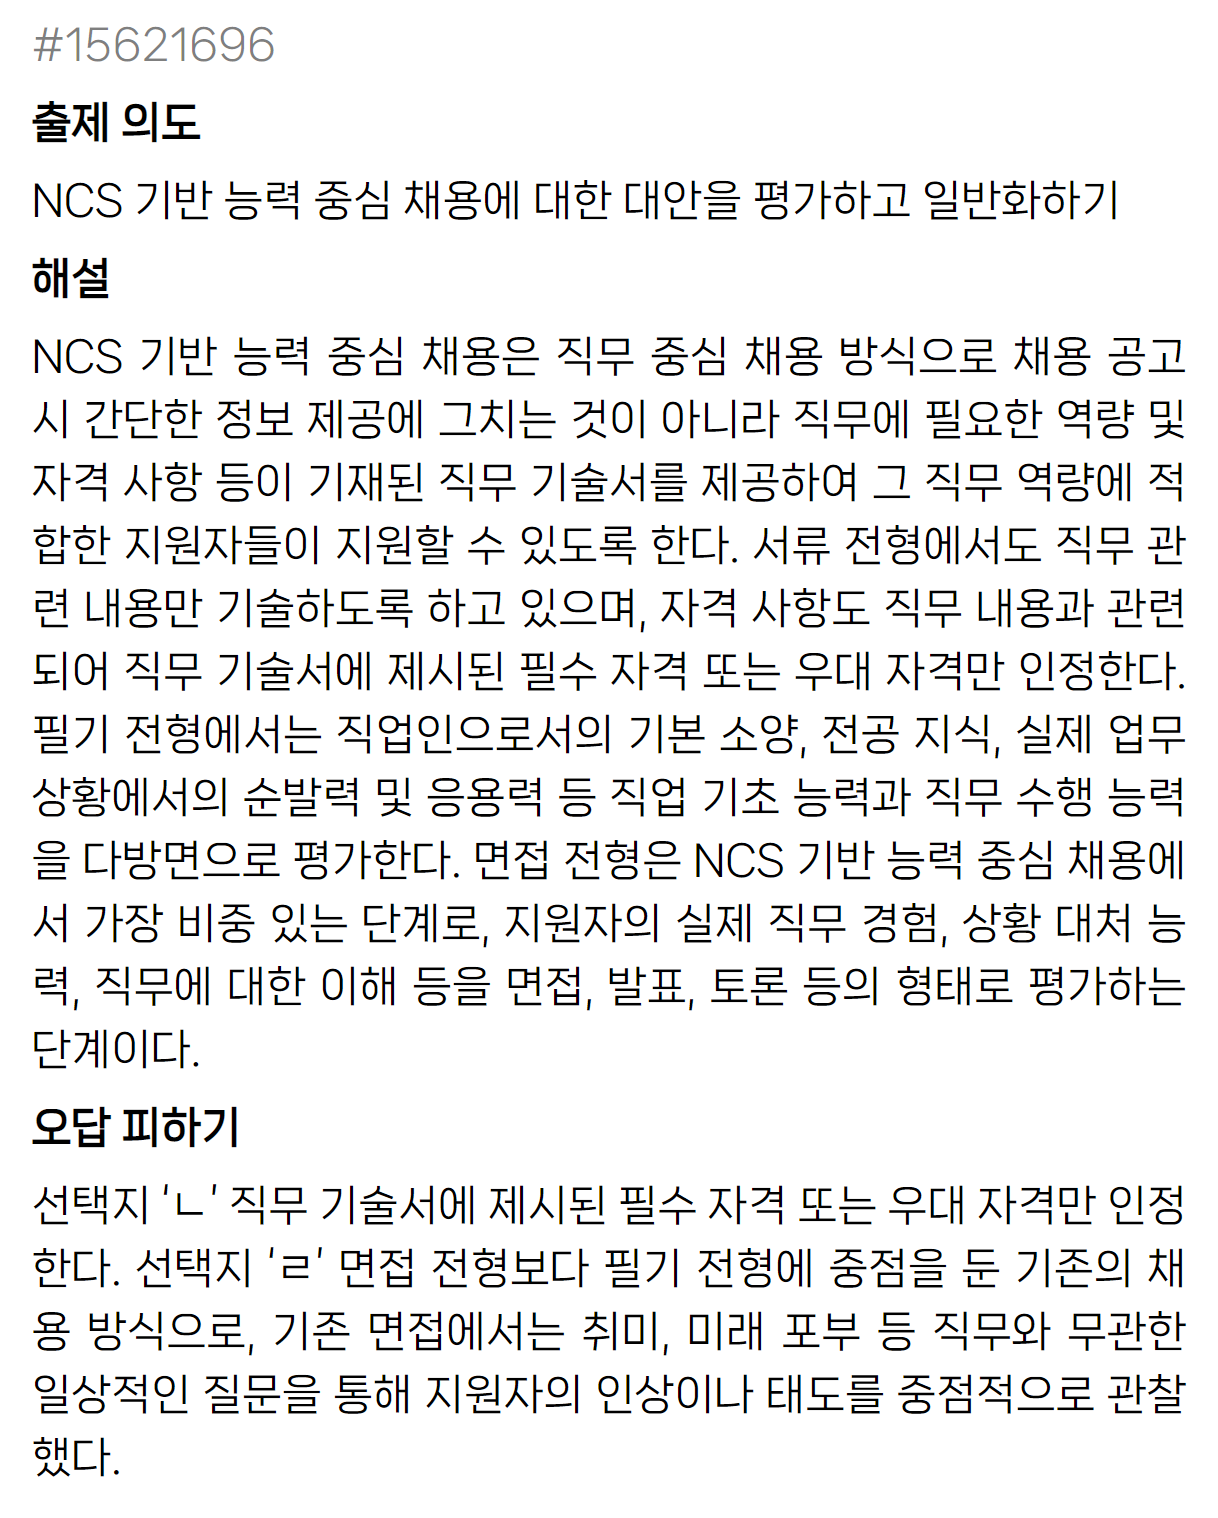 #15621696
출제 의도
NCS 기반 능력 중심 채용에 대한 대안을 평가하고 일반화하기
해설
NCS 기반 능력 중심 채용은 직무 중심 채용 방식으로 채용 공고
시 간단한 정보 제공에 그치는 것이 아니라 직무에 필요한 역량 및
자격 사항 등이 기재된 직무 기술서를 제공하여 그 직무 역량에 적
합한 지원자들이 지원할 수 있도록 한다. 서류 전형에서도 직무 관
련 내용만 기술하도록 하고 있으며, 자격 사항도 직무 내용과 관련
되어 직무 기술서에 제시된 필수 자격 또는 우대 자격만 인정한다.
필기 전형에서는 직업인으로서의 기본 소양, 전공 지식, 실제 업무
상황에서의 순발력 및 응용력 등 직업 기초 능력과 직무 수행 능력
을 다방면으로 평가한다. 면접 전형은 NCS 기반 능력 중심 채용에
서 가장 비중 있는 단계로, 지원자의 실제 직무 경험, 상황 대처 능
력, 직무에 대한 이해 등을 면접, 발표, 토론 등의 형태로 평가하는
단계이다.
오답 피하기
선택지 ‘ㄴ’ 직무 기술서에 제시된 필수 자격 또는 우대 자격만 인정
한다. 선택지 ‘ㄹ’ 면접 전형보다 필기 전형에 중점을 둔 기존의 채
용 방식으로, 기존 면접에서는 취미, 미래 포부 등 직무와 무관한
일상적인 질문을 통해 지원자의 인상이나 태도를 중점적으로 관찰
했다.